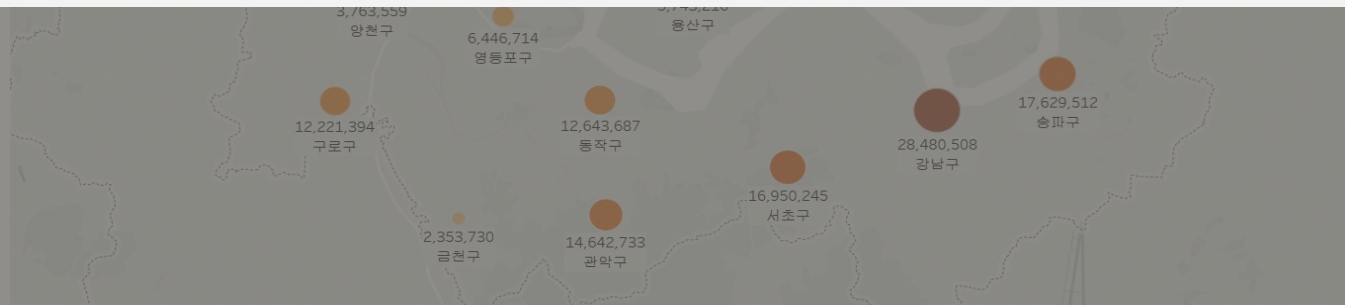 3,763,559
양천구
6,446,714
영등포구
용산구
12,221,394
구로구
12,643,687
동작구
28,480,508
강남구
17,629,512
송파구
16,950,245
서초구
2,353,730
금천구
14,642,733
관악구